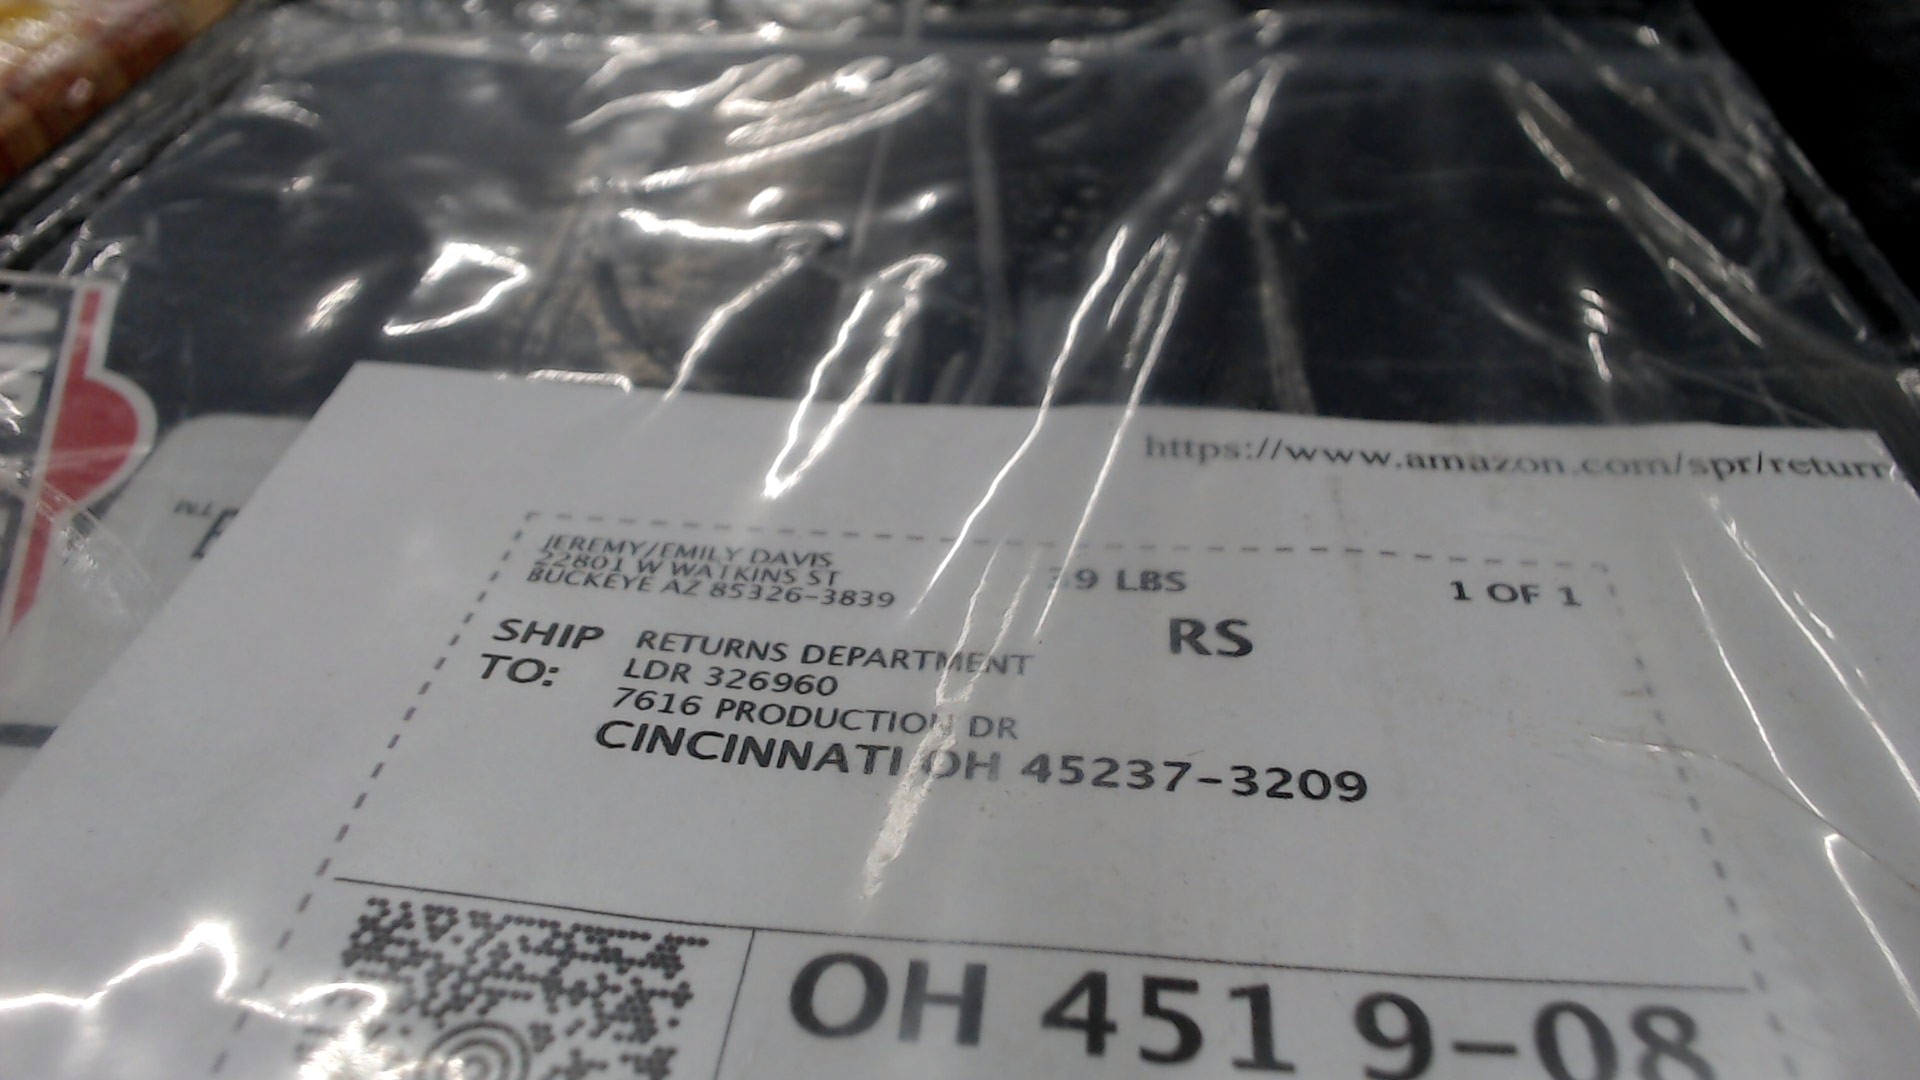 https://www.amazon.com/spr/return
JEREMY/EMILY DAVIS
22801 W WATKINS ST
BUCKEYE AZ 85326-3839
LBS
1 OF 1
RS
SHIP TO:
RETURNS DEPARTMENT
LDR 326960
7616 PRODUCTION DR
CINCINNATI OH 45237-3209
OH 451 9-08
TM